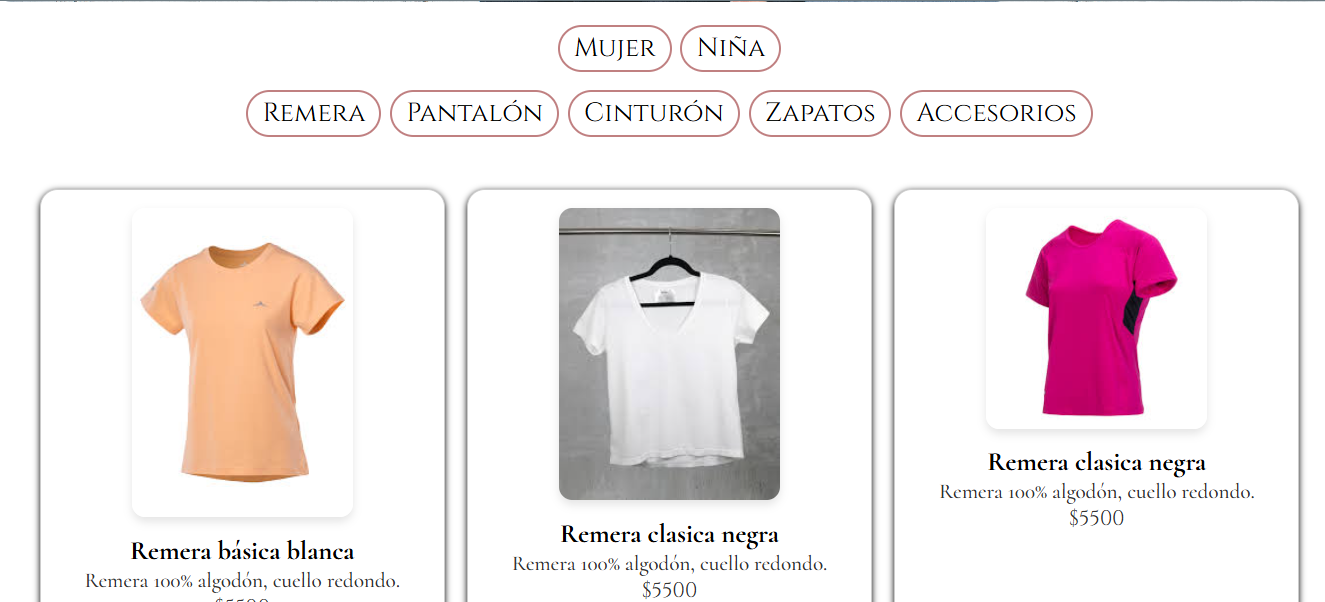 Mujer Niña
Remera Pantalón Cinturón Zapatos Accesorios
Remera básica blanca
Remera 100% algodón, cuello redondo.
$5500
Remera clasica negra
Remera 100% algodón, cuello redondo.
$5500
Remera clasica negra
Remera 100% algodón, cuello redondo.
$5500